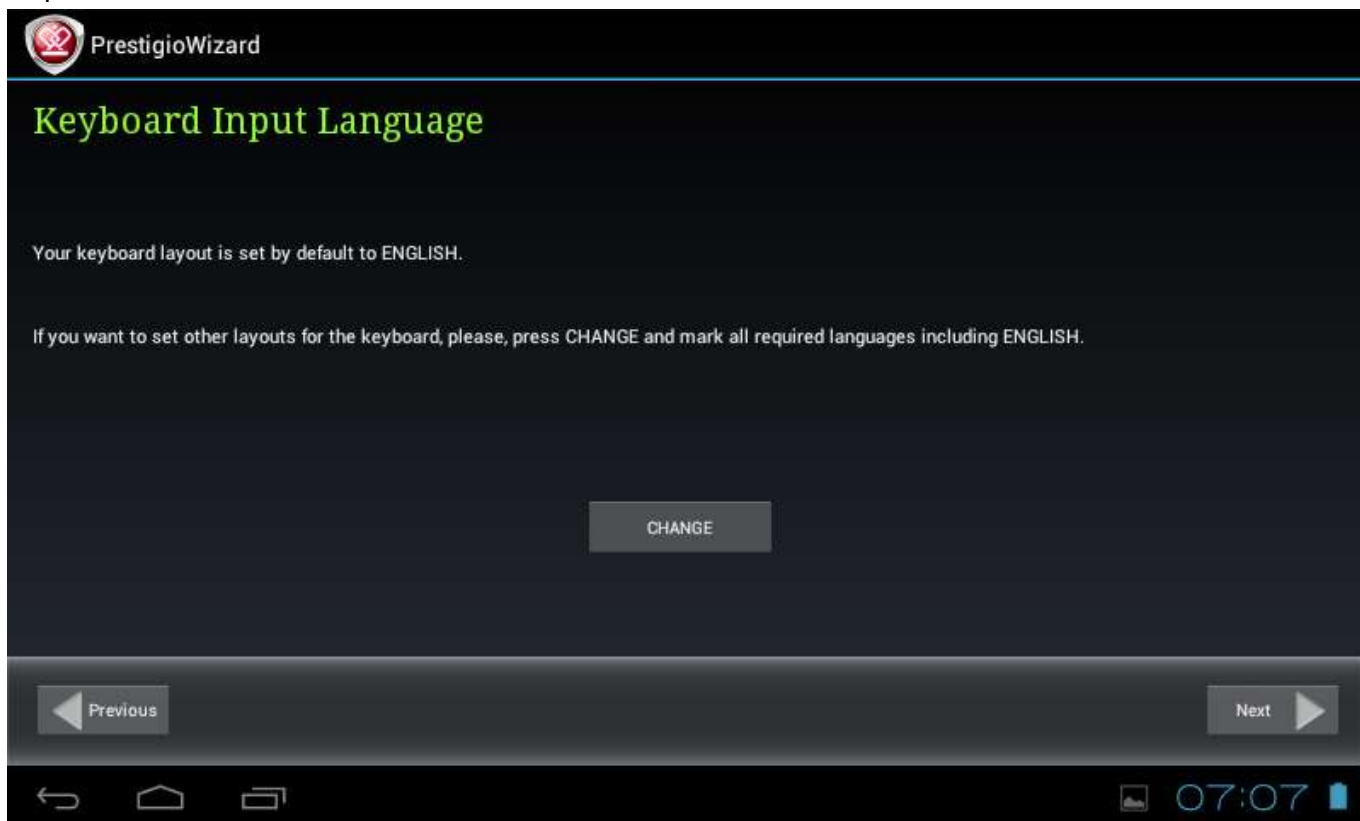 PrestigioWizard
Keyboard Input Language
Your keyboard layout is set by default to ENGLISH.
If you want to set other layouts for the keyboard, please, press CHANGE and mark all required languages including ENGLISH.
CHANGE
Previous
Next
07:07